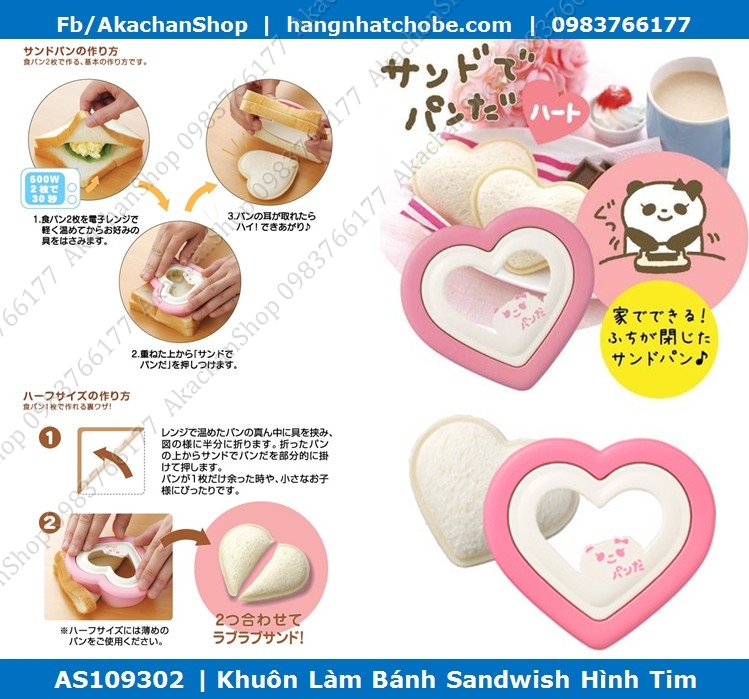 Fb/AkachanShop | hangnhatchobe.com | 0983766177
サンドパンの作り方
食パン2枚で作る、基本の作り方です。
500W
2枚で
30秒
1.食パン2枚を電子レンジで
軽く温めてからお好みの
具をはさみます。
3.パンの耳が取れたら
ハイ!できあがり♪
2.重ねた上から「サンドで
パンだ」を押しつけます。
ハーフサイズの作り方
食パン1枚で作れる裏ワザ!
1
レンジで温めたパンの真ん中に具を挟み、
図の様に半分に折ります。折ったパン
の上からサンドでパンだを部分的に掛
けて押します。
パンが1枚だけ余った時や、小さなお子
様にぴったりです。
2
※ハーフサイズには薄めの
パンをご使用ください。
2つ合わせて
ラブラブサンド!
サンドで
パンだ
ハート
ぐっ
パンだ
家でできる!
ふちが閉じた
サンドパン♪
パンだ
AkachanShop 0983766177
AS109302 | Khuôn Làm Bánh Sandwish Hình Tim